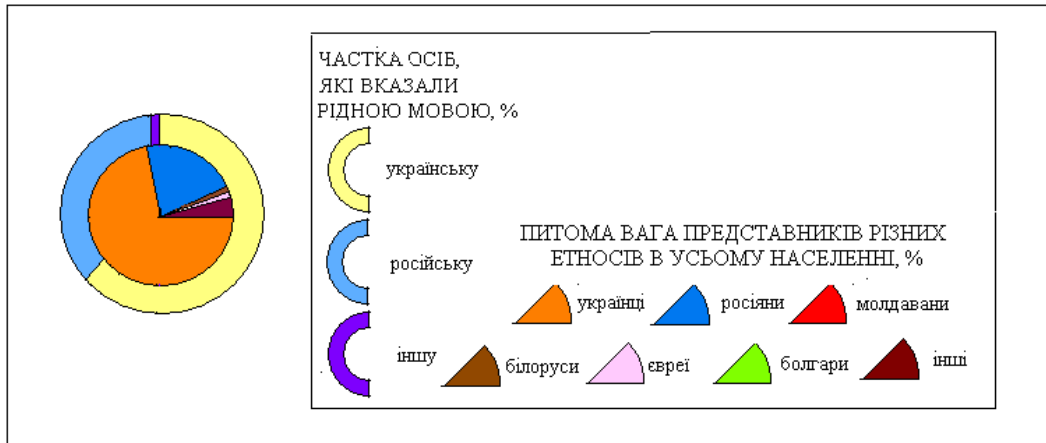 ЧАСТКА ОСІБ,
ЯКІ ВКАЗАЛИ
РІДНОЮ МОВОЮ, %
українську
російську
іншу
ПИТОМА ВАГА ПРЕДСТАВНИКІВ РІЗНИХ
ЕТНОСІВ В УСЬОМУ НАСЕЛЕННІ, %
українці
росіяни
молдавани
білоруси
євреї
болгари
інші